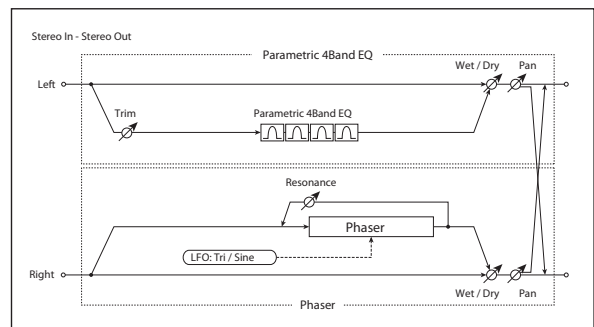 Stereo In - Stereo Out
Parametric 4Band EQ
Wet / Dry
Pan
Left
Trim
Parametric 4Band EQ
Resonance
Phaser
LFO: Tri / Sine
Right
Wet / Dry
Pan
Phaser